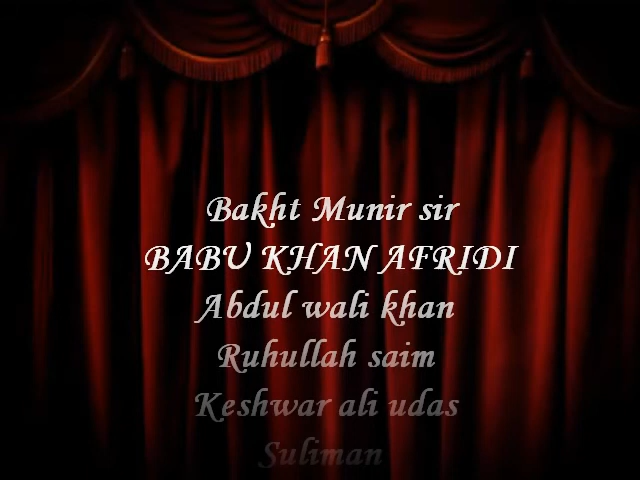 Bakht Munir sir
BABU KHAN AFRIDI
Abdul wali khan
Ruhullah saim
Keshwar ali udas
Suliman